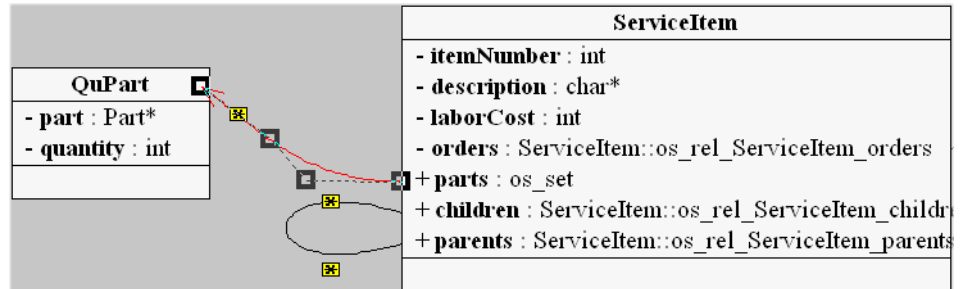 ServiceItem
- itemNumber : int
- description : char*
- laborCost : int
- orders : ServiceItem::os_rel_ServiceItem_orders
+ parts : os_set
+ children : ServiceItem::os_rel_ServiceItem_childr
+ parents : ServiceItem::os_rel_ServiceItem_parents
QuPart
- part : Part*
- quantity : int
*
*
*